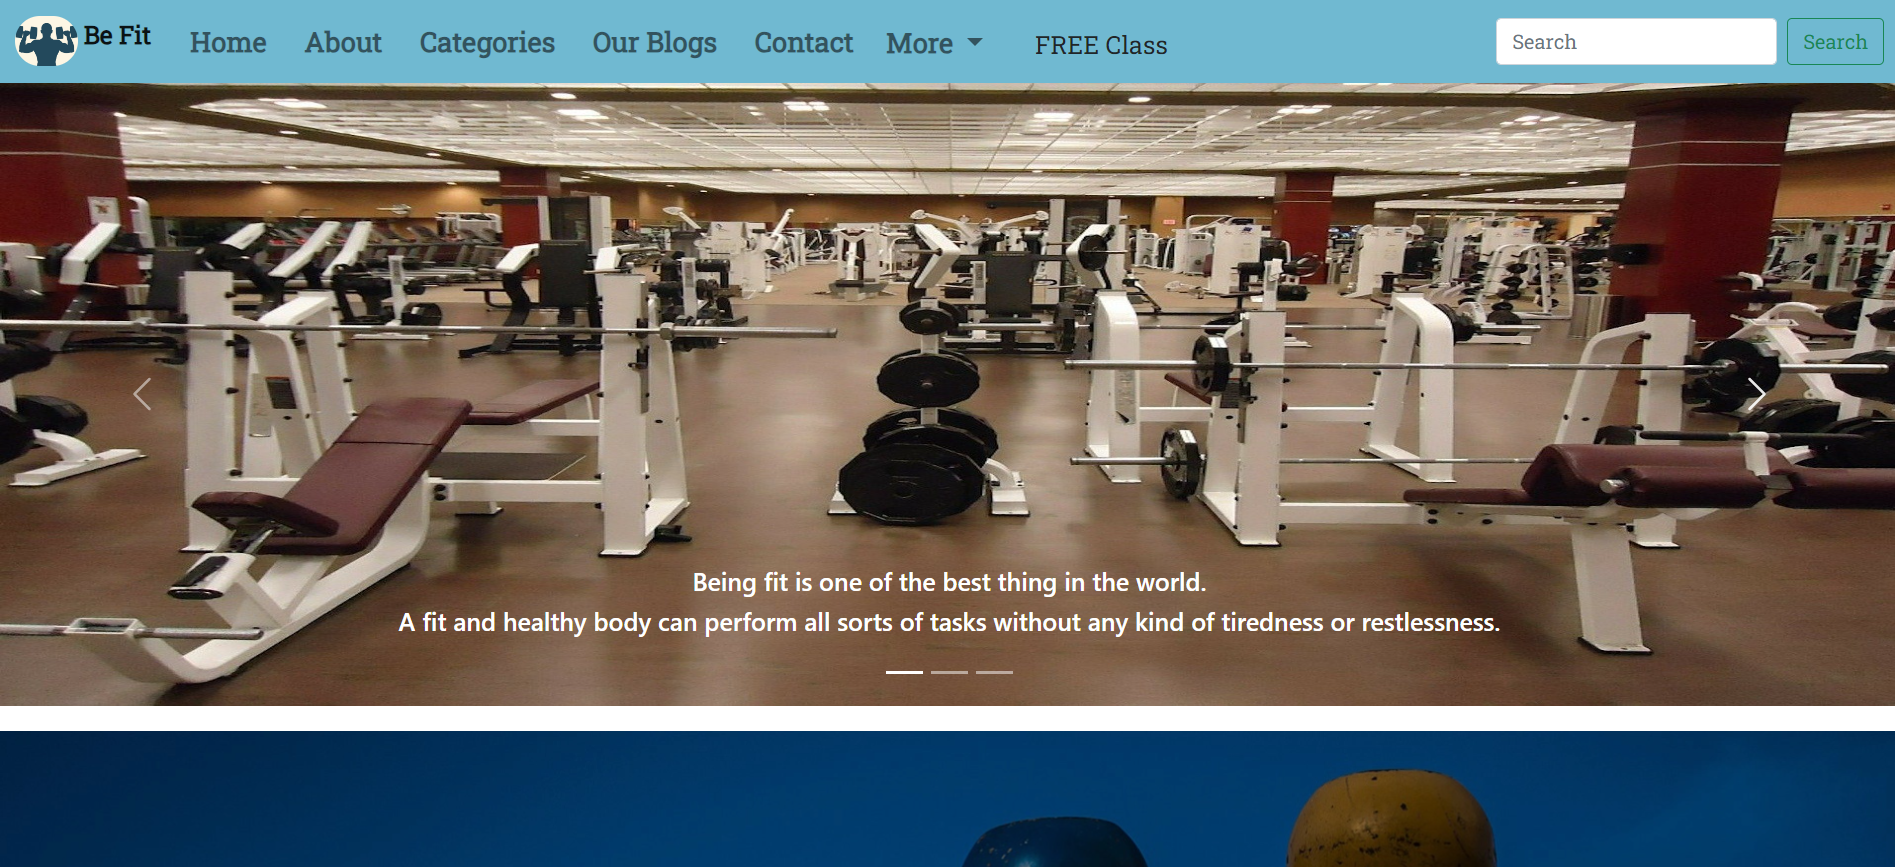 Be Fit
Home
About
Categories
Our Blogs
Contact
More
FREE Class
Search
Search
Being fit is one of the best thing in the world.
A fit and healthy body can perform all sorts of tasks without any kind of tiredness or restlessness.